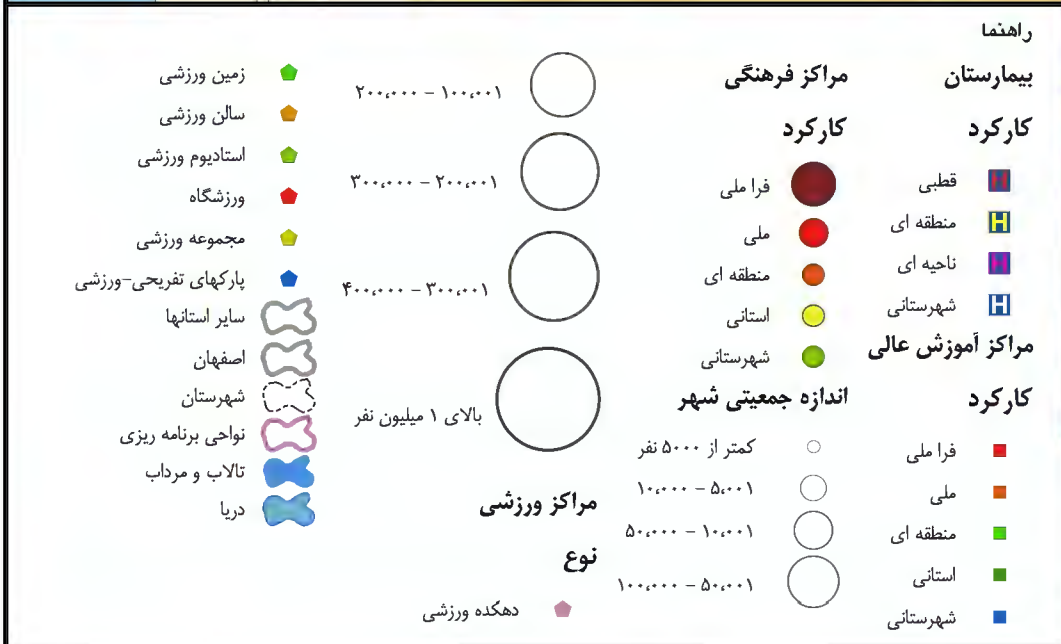 راهنما
بیمارستان
کارکرد
قطبی
منطقه ای
ناحیه ای
شهرستانی
مراکز آموزش عالی
کارکرد
فرا ملی
ملی
منطقه ای
استانی
شهرستانی
مراکز فرهنگی
کارکرد
فرا ملی
ملی
منطقه ای
استانی
شهرستانی
اندازه جمعیتی شهر
کمتر از ۵۰۰۰ نفر
۵،۰۰۱ - ۱۰،۰۰۰
۱۰،۰۰۱ - ۵۰،۰۰۰
۵۰،۰۰۱ - ۱۰۰،۰۰۰
۱۰۰،۰۰۱ - ۲۰۰،۰۰۰
۲۰۰،۰۰۱ - ۳۰۰،۰۰۰
۳۰۰،۰۰۱ - ۴۰۰،۰۰۰
بالای ۱ میلیون نفر
مراکز ورزشی
نوع
دهکده ورزشی
زمین ورزشی
سالن ورزشی
استادیوم ورزشی
ورزشگاه
مجموعه ورزشی
پارکهای تفریحی-ورزشی
سایر استانها
اصفهان
شهرستان
نواحی برنامه ریزی
تالاب و مرداب
دریا